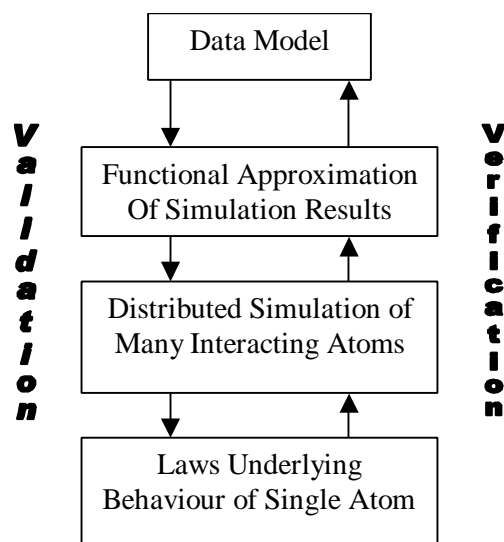 Data Model
Validation
Verification
Functional Approximation
Of Simulation Results
Distributed Simulation of
Many Interacting Atoms
Laws Underlying
Behaviour of Single Atom